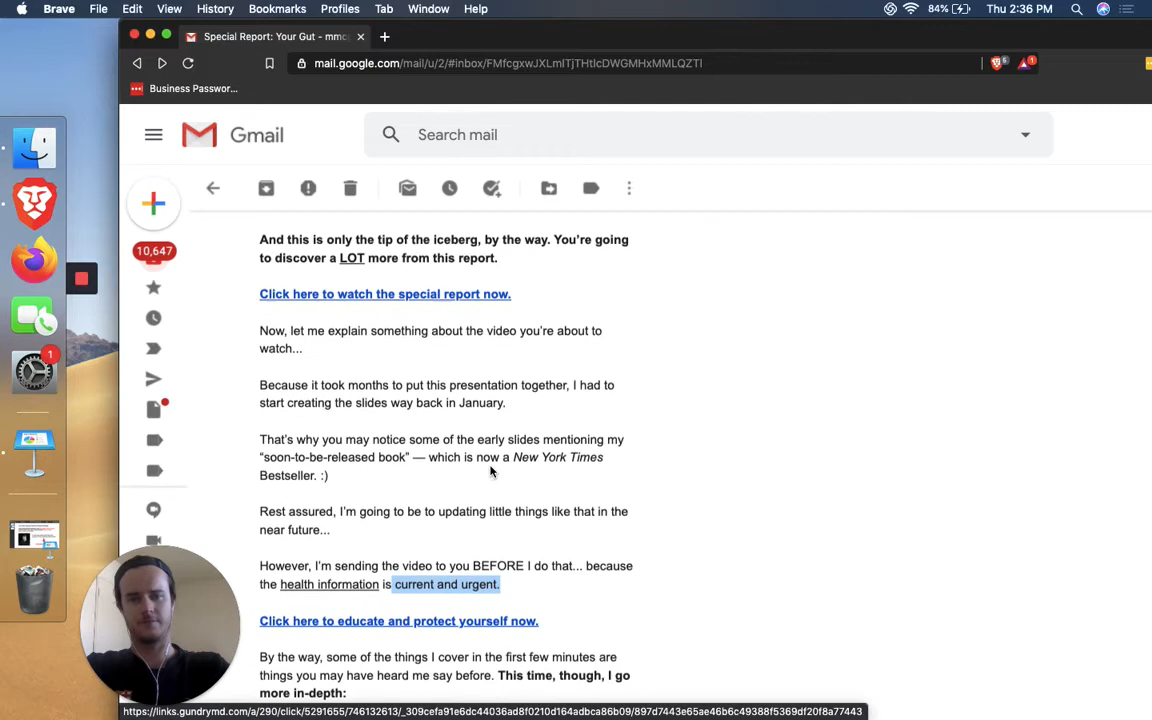 Brave File Edit View History Bookmarks Profiles Tab Window Help 84% Thu 2:36 PM
Special Report: Your Gut - mmc
mail.google.com/mail/u/2/#inbox/FMfcgxwJXLmlTjTHtlcDWGMHxMMLQZTl 5 1
Business Passwor...
Gmail Search mail
10,647
And this is only the tip of the iceberg, by the way. You’re going
to discover a LOT more from this report.
Click here to watch the special report now.
Now, let me explain something about the video you’re about to
watch...
1
Because it took months to put this presentation together, I had to
start creating the slides way back in January.
That’s why you may notice some of the early slides mentioning my
“soon-to-be-released book” — which is now a New York Times
Bestseller. :)
Rest assured, I’m going to be to updating little things like that in the
near future...
However, I’m sending the video to you BEFORE I do that... because
the health information is current and urgent.
Click here to educate and protect yourself now.
By the way, some of the things I cover in the first few minutes are
things you may have heard me say before. This time, though, I go
more in-depth:
https://links.gundrymd.com/a/290/click/5291655/746132613/_309cefa91e6dc44036ad8f0210d164adbca86b09/897d7443e65ae46b6c49388f5369df20f8a77443